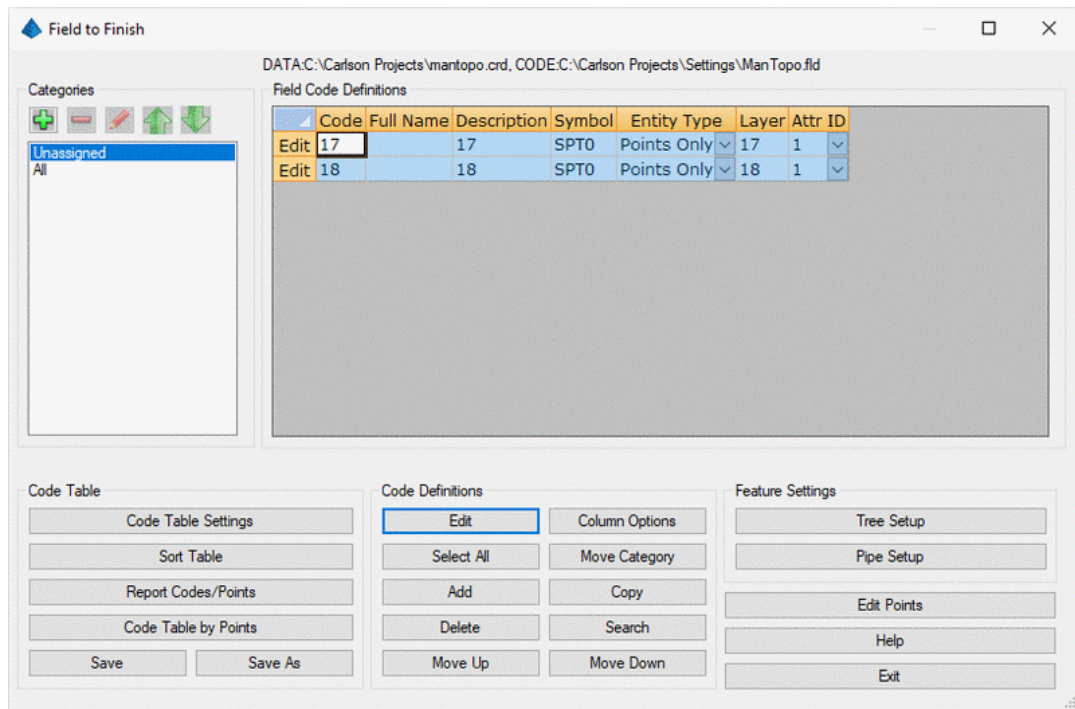 Field to Finish
DATA:C:\Carlson Projects\mantopo.crd, CODE:C:\Carlson Projects\Settings\ManTopo.fld
Categories
Unassigned
All
Field Code Definitions
Code Full Name Description Symbol Entity Type Layer Attr ID
Edit 17 17 SPT0 Points Only 17 1
Edit 18 18 SPT0 Points Only 18 1
Code Table
Code Table Settings
Sort Table
Report Codes/Points
Code Table by Points
Save Save As
Code Definitions
Edit Column Options
Select All Move Category
Add Copy
Delete Search
Move Up Move Down
Feature Settings
Tree Setup
Pipe Setup
Edit Points
Help
Exit